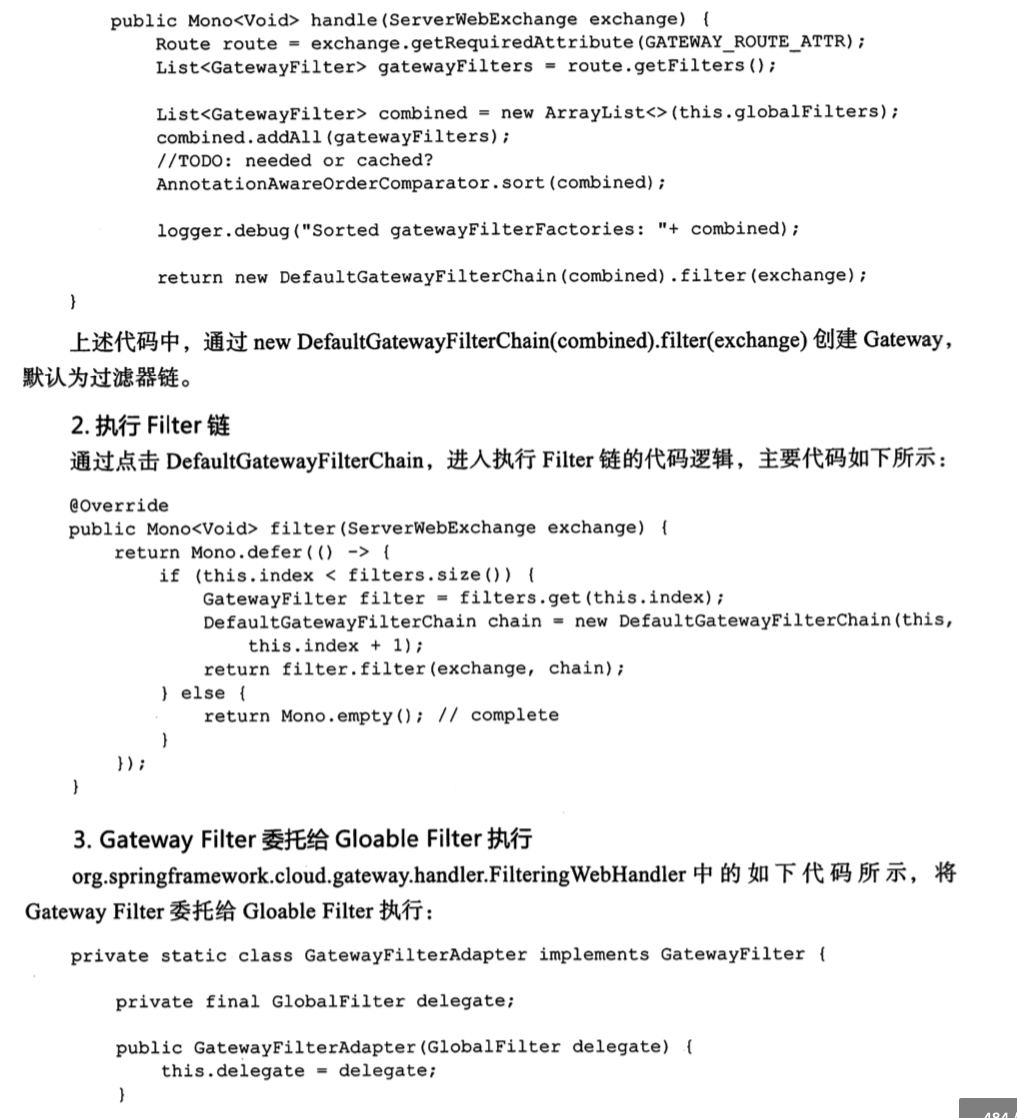 public Mono<Void> handle(ServerWebExchange exchange) {
Route route = exchange.getRequiredAttribute(GATEWAY_ROUTE_ATTR);
List<GatewayFilter> gatewayFilters = route.getFilters();
List<GatewayFilter> combined = new ArrayList<>(this.globalFilters);
combined.addAll(gatewayFilters);
//TODO: needed or cached?
AnnotationAwareOrderComparator.sort(combined);
logger.debug("Sorted gatewayFilterFactories: "+ combined);
return new DefaultGatewayFilterChain(combined).filter(exchange);
}
上述代码中，通过 new DefaultGatewayFilterChain(combined).filter(exchange) 创建 Gateway，
默认为过滤器链。
2. 执行 Filter 链
通过点击 DefaultGatewayFilterChain，进入执行 Filter 链的代码逻辑，主要代码如下所示：
@Override
public Mono<Void> filter(ServerWebExchange exchange) {
return Mono.defer(() -> {
if (this.index < filters.size()) {
GatewayFilter filter = filters.get(this.index);
DefaultGatewayFilterChain chain = new DefaultGatewayFilterChain(this,
this.index + 1);
return filter.filter(exchange, chain);
} else {
return Mono.empty(); // complete
}
});
}
3. Gateway Filter 委托给 Gloable Filter 执行
org.springframework.cloud.gateway.handler.FilteringWebHandler 中的如下代码所示，将
Gateway Filter 委托给 Gloable Filter 执行：
private static class GatewayFilterAdapter implements GatewayFilter {
private final GlobalFilter delegate;
public GatewayFilterAdapter(GlobalFilter delegate) {
this.delegate = delegate;
}